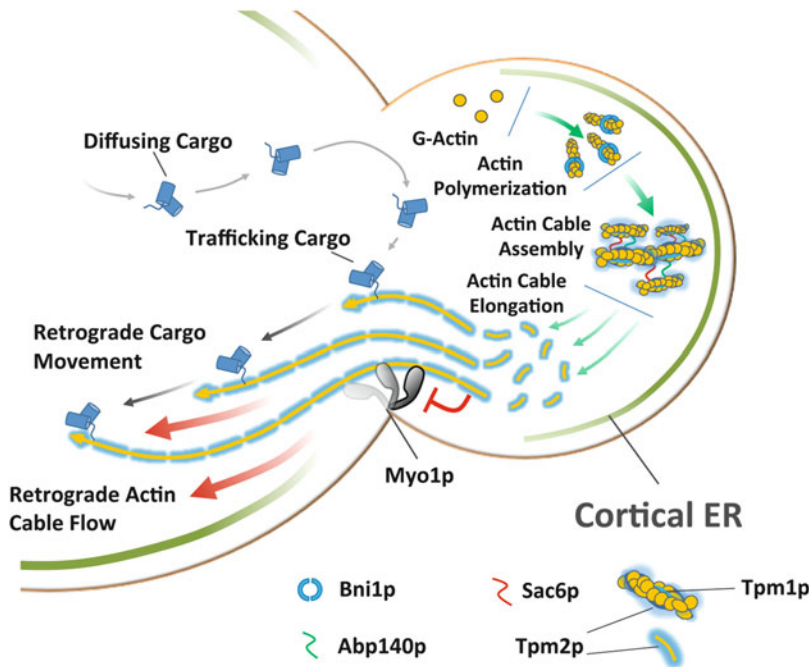 Diffusing Cargo
G-Actin
Actin
Polymerization
Trafficking Cargo
Actin Cable
Assembly
Actin Cable
Elongation
Retrograde Cargo
Movement
Myo1p
Retrograde Actin
Cable Flow
Cortical ER
Bni1p
Sac6p
Tpm1p
Abp140p
Tpm2p